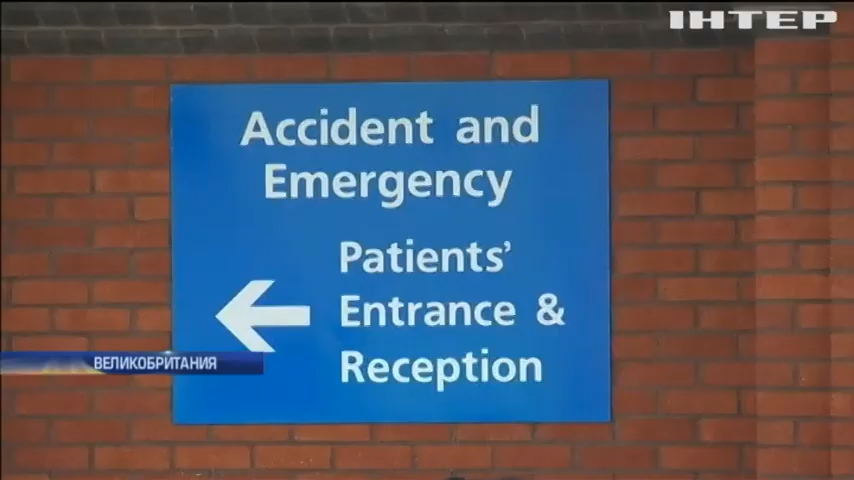 ІНТЕР
Accident and
Emergency
Patients'
Entrance &
Reception
ВЕЛИКОБРИТАНИЯ